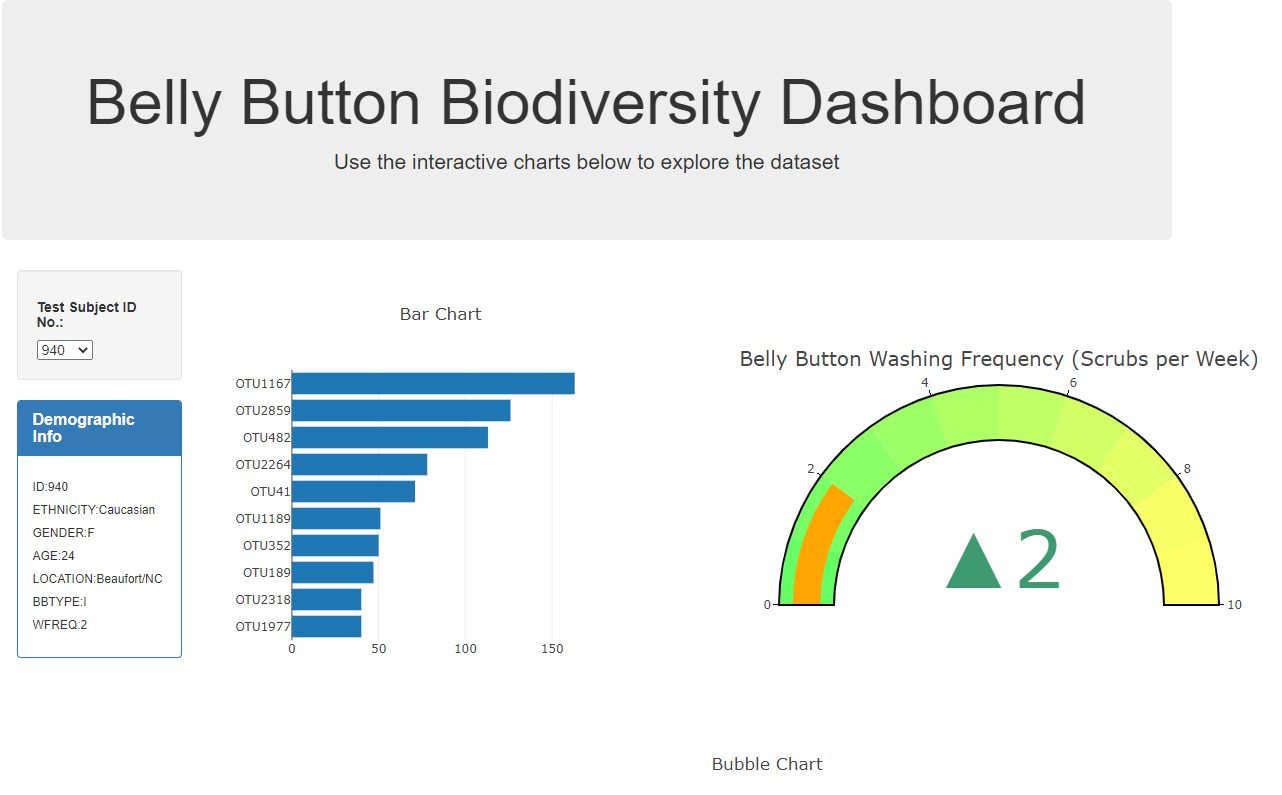 Belly Button Biodiversity Dashboard
Use the interactive charts below to explore the dataset
Test Subject ID
No.:
940
Demographic
Info
ID:940
ETHNICITY:Caucasian
GENDER:F
AGE:24
LOCATION:Beaufort/NC
BBTYPE:I
WFREQ:2
Bar Chart
OTU1167
OTU2859
OTU482
OTU2264
OTU41
OTU1189
OTU352
OTU189
OTU2318
OTU1977
0 50 100 150
Belly Button Washing Frequency (Scrubs per Week)
4 6
2 8
▲2
0 10
Bubble Chart